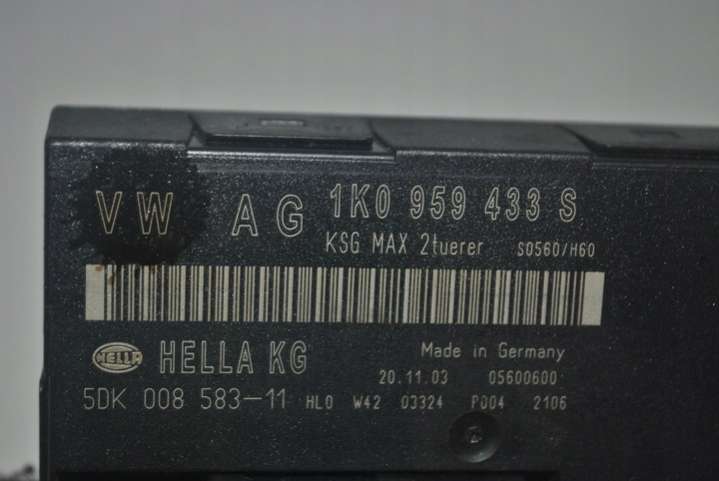 VW AG 1K0 959 433 S
KSG MAX 2tuerer S0560/H60
HELLA HELLA KG Made in Germany
20.11.03 05600600
5DK 008 583-11 HL0 W42 03324 P004 2106